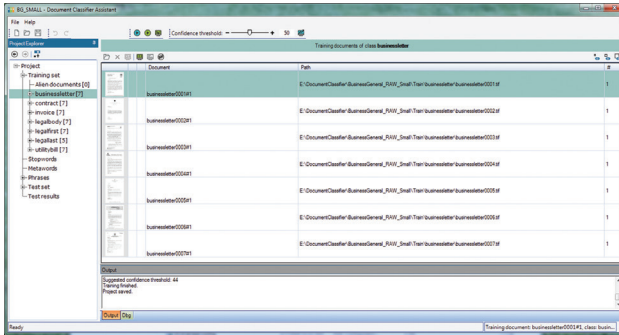 BG_SMALL - Document Classifier Assistant
File Help
Confidence threshold: - + 30
Project Explorer
Training documents of class businessletter
Project
Training set
Alien documents [0]
businessletter [7]
contract [7]
invoice [7]
legalbody [7]
legalfirst [7]
legallast [5]
utilitybill [7]
Stopwords
Metawords
Phrases
Test set
Test results
Document Path #
businessletter0001#1 E:\DocumentClassifier\BusinessGeneral_RAW_Small\Train\businessletter\businessletter0001.tif 1
businessletter0002#1 E:\DocumentClassifier\BusinessGeneral_RAW_Small\Train\businessletter\businessletter0002.tif 1
businessletter0003#1 E:\DocumentClassifier\BusinessGeneral_RAW_Small\Train\businessletter\businessletter0003.tif 1
businessletter0004#1 E:\DocumentClassifier\BusinessGeneral_RAW_Small\Train\businessletter\businessletter0004.tif 1
businessletter0005#1 E:\DocumentClassifier\BusinessGeneral_RAW_Small\Train\businessletter\businessletter0005.tif 1
businessletter0006#1 E:\DocumentClassifier\BusinessGeneral_RAW_Small\Train\businessletter\businessletter0006.tif 1
businessletter0007#1 E:\DocumentClassifier\BusinessGeneral_RAW_Small\Train\businessletter\businessletter0007.tif 1
Output
Suggested confidence threshold: 44
Training finished.
Project saved.
Output Dbg
Ready
Training document: businessletter0001#1, class: busin...